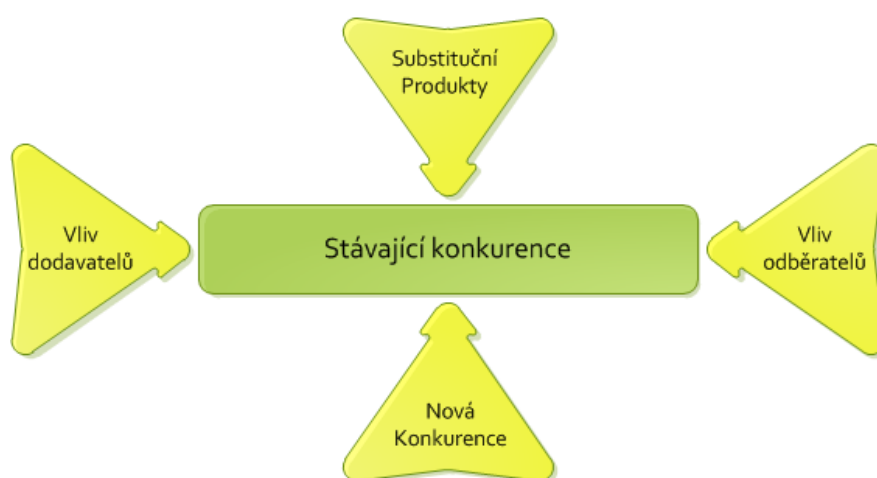 Substituční
Produkty
Vliv
dodavatelů
Stávající konkurence
Vliv
odběratelů
Nová
Konkurence